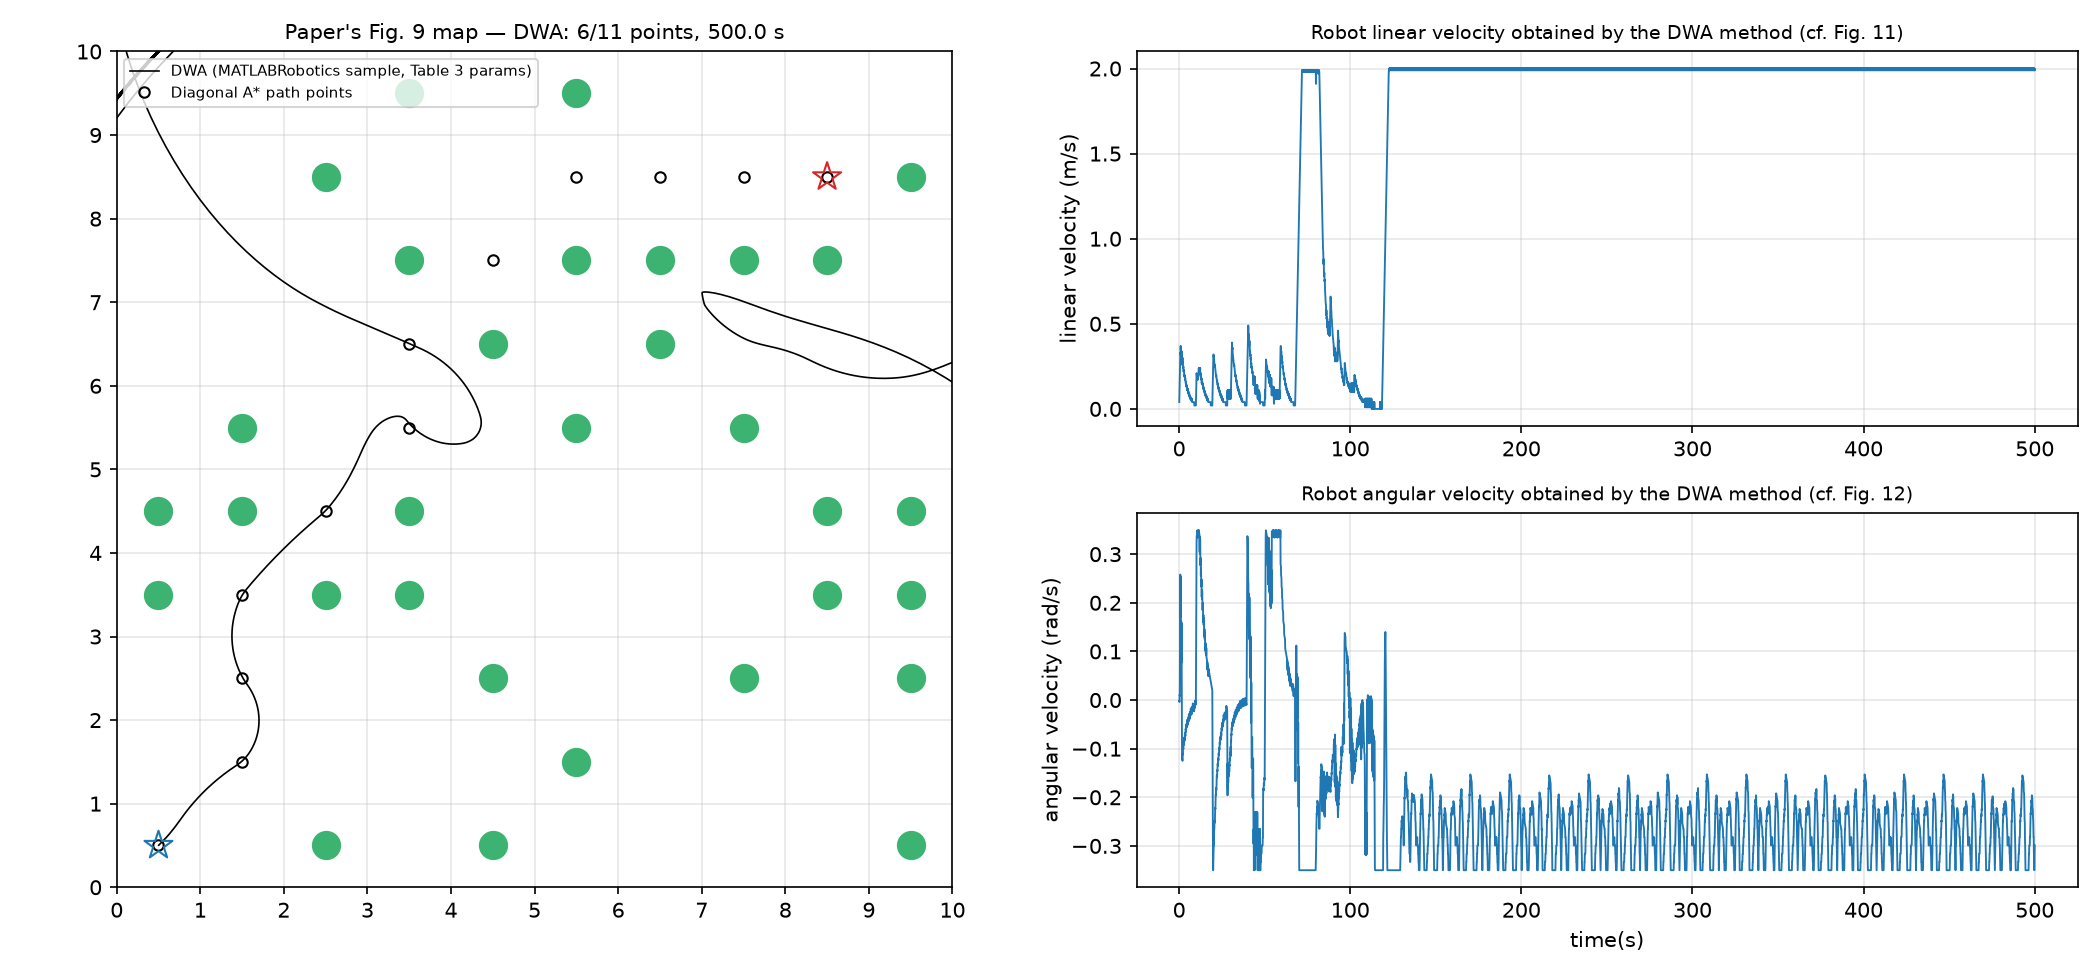 Paper's Fig. 9 map — DWA: 6/11 points, 500.0 s
DWA (MATLABRobotics sample, Table 3 params)
Diagonal A* path points
10
9
8
7
6
5
4
3
2
1
0
0 1 2 3 4 5 6 7 8 9 10
Robot linear velocity obtained by the DWA method (cf. Fig. 11)
linear velocity (m/s)
2.0
1.5
1.0
0.5
0.0
0 100 200 300 400 500
Robot angular velocity obtained by the DWA method (cf. Fig. 12)
angular velocity (rad/s)
0.3
0.2
0.1
0.0
−0.1
−0.2
−0.3
0 100 200 300 400 500
time(s)